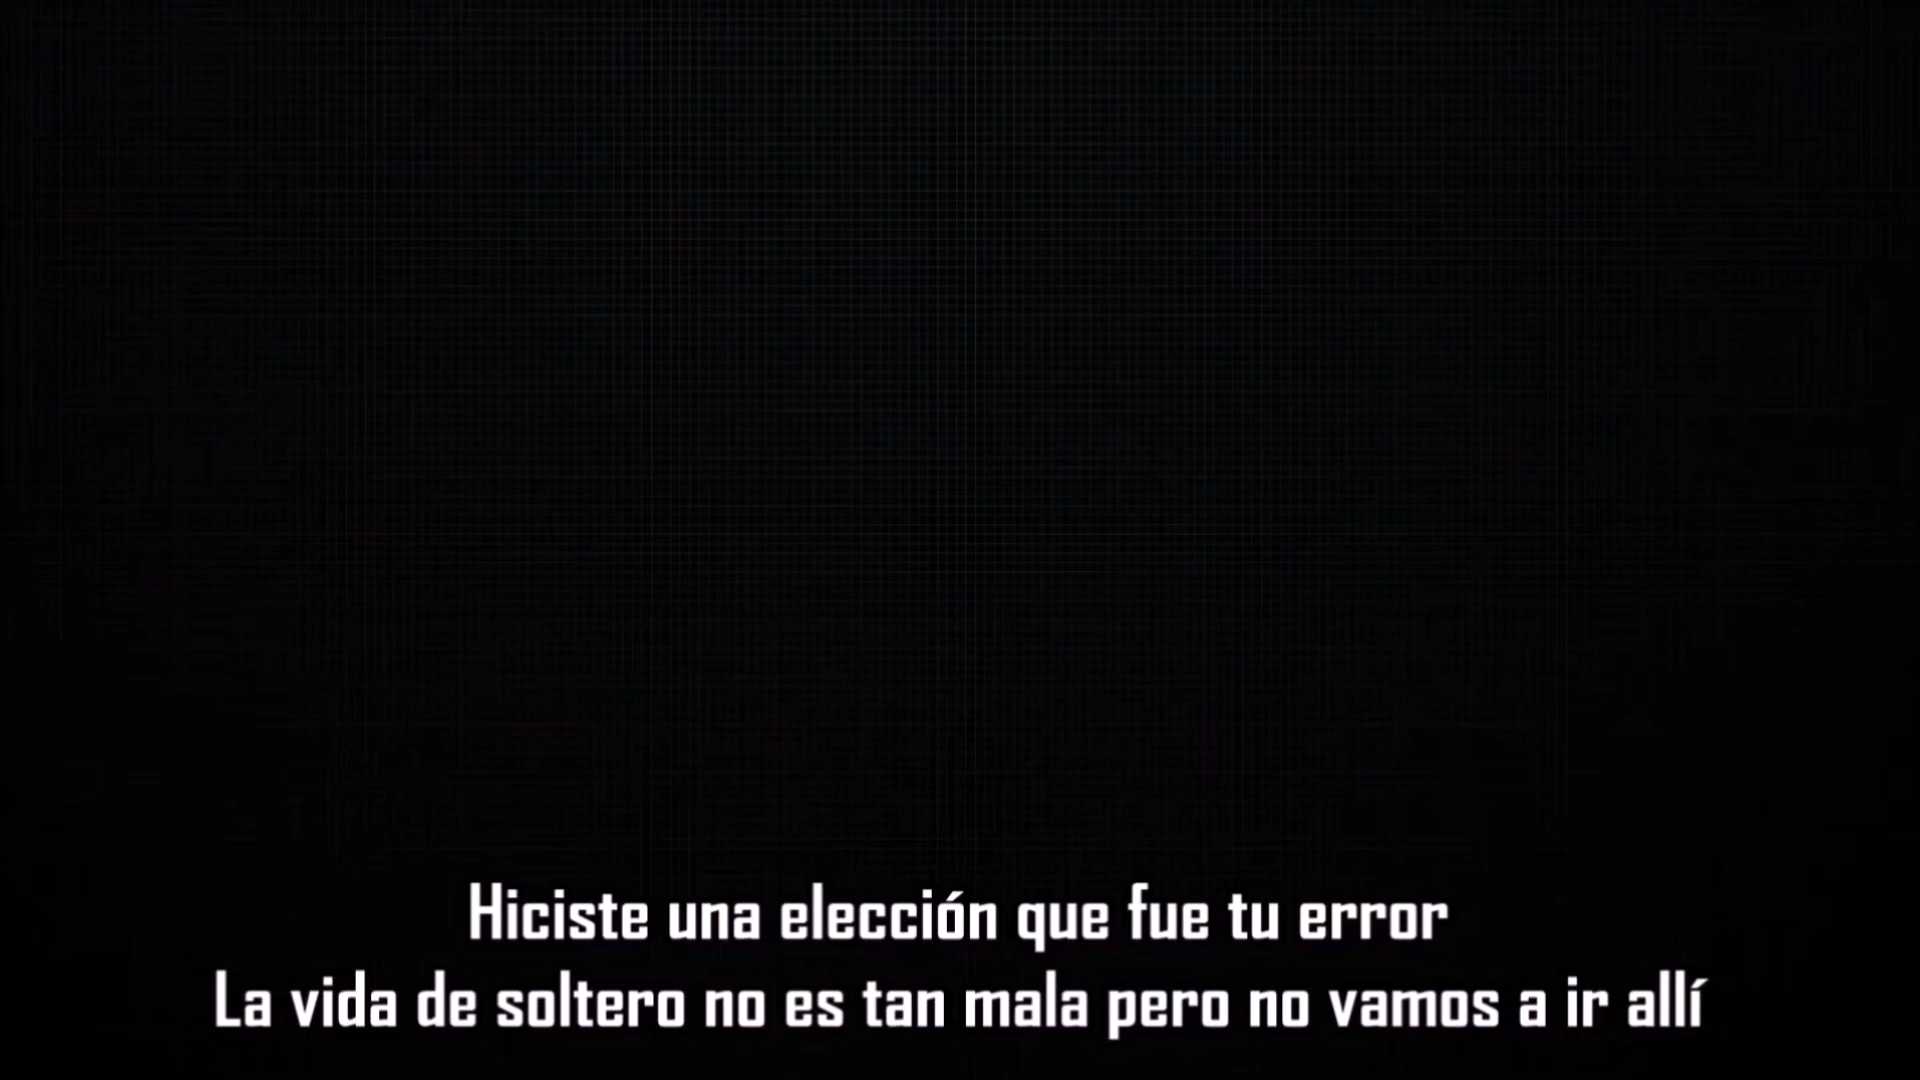 Hiciste una elección que fue tu error
La vida de soltero no es tan mala pero no vamos a ir allí